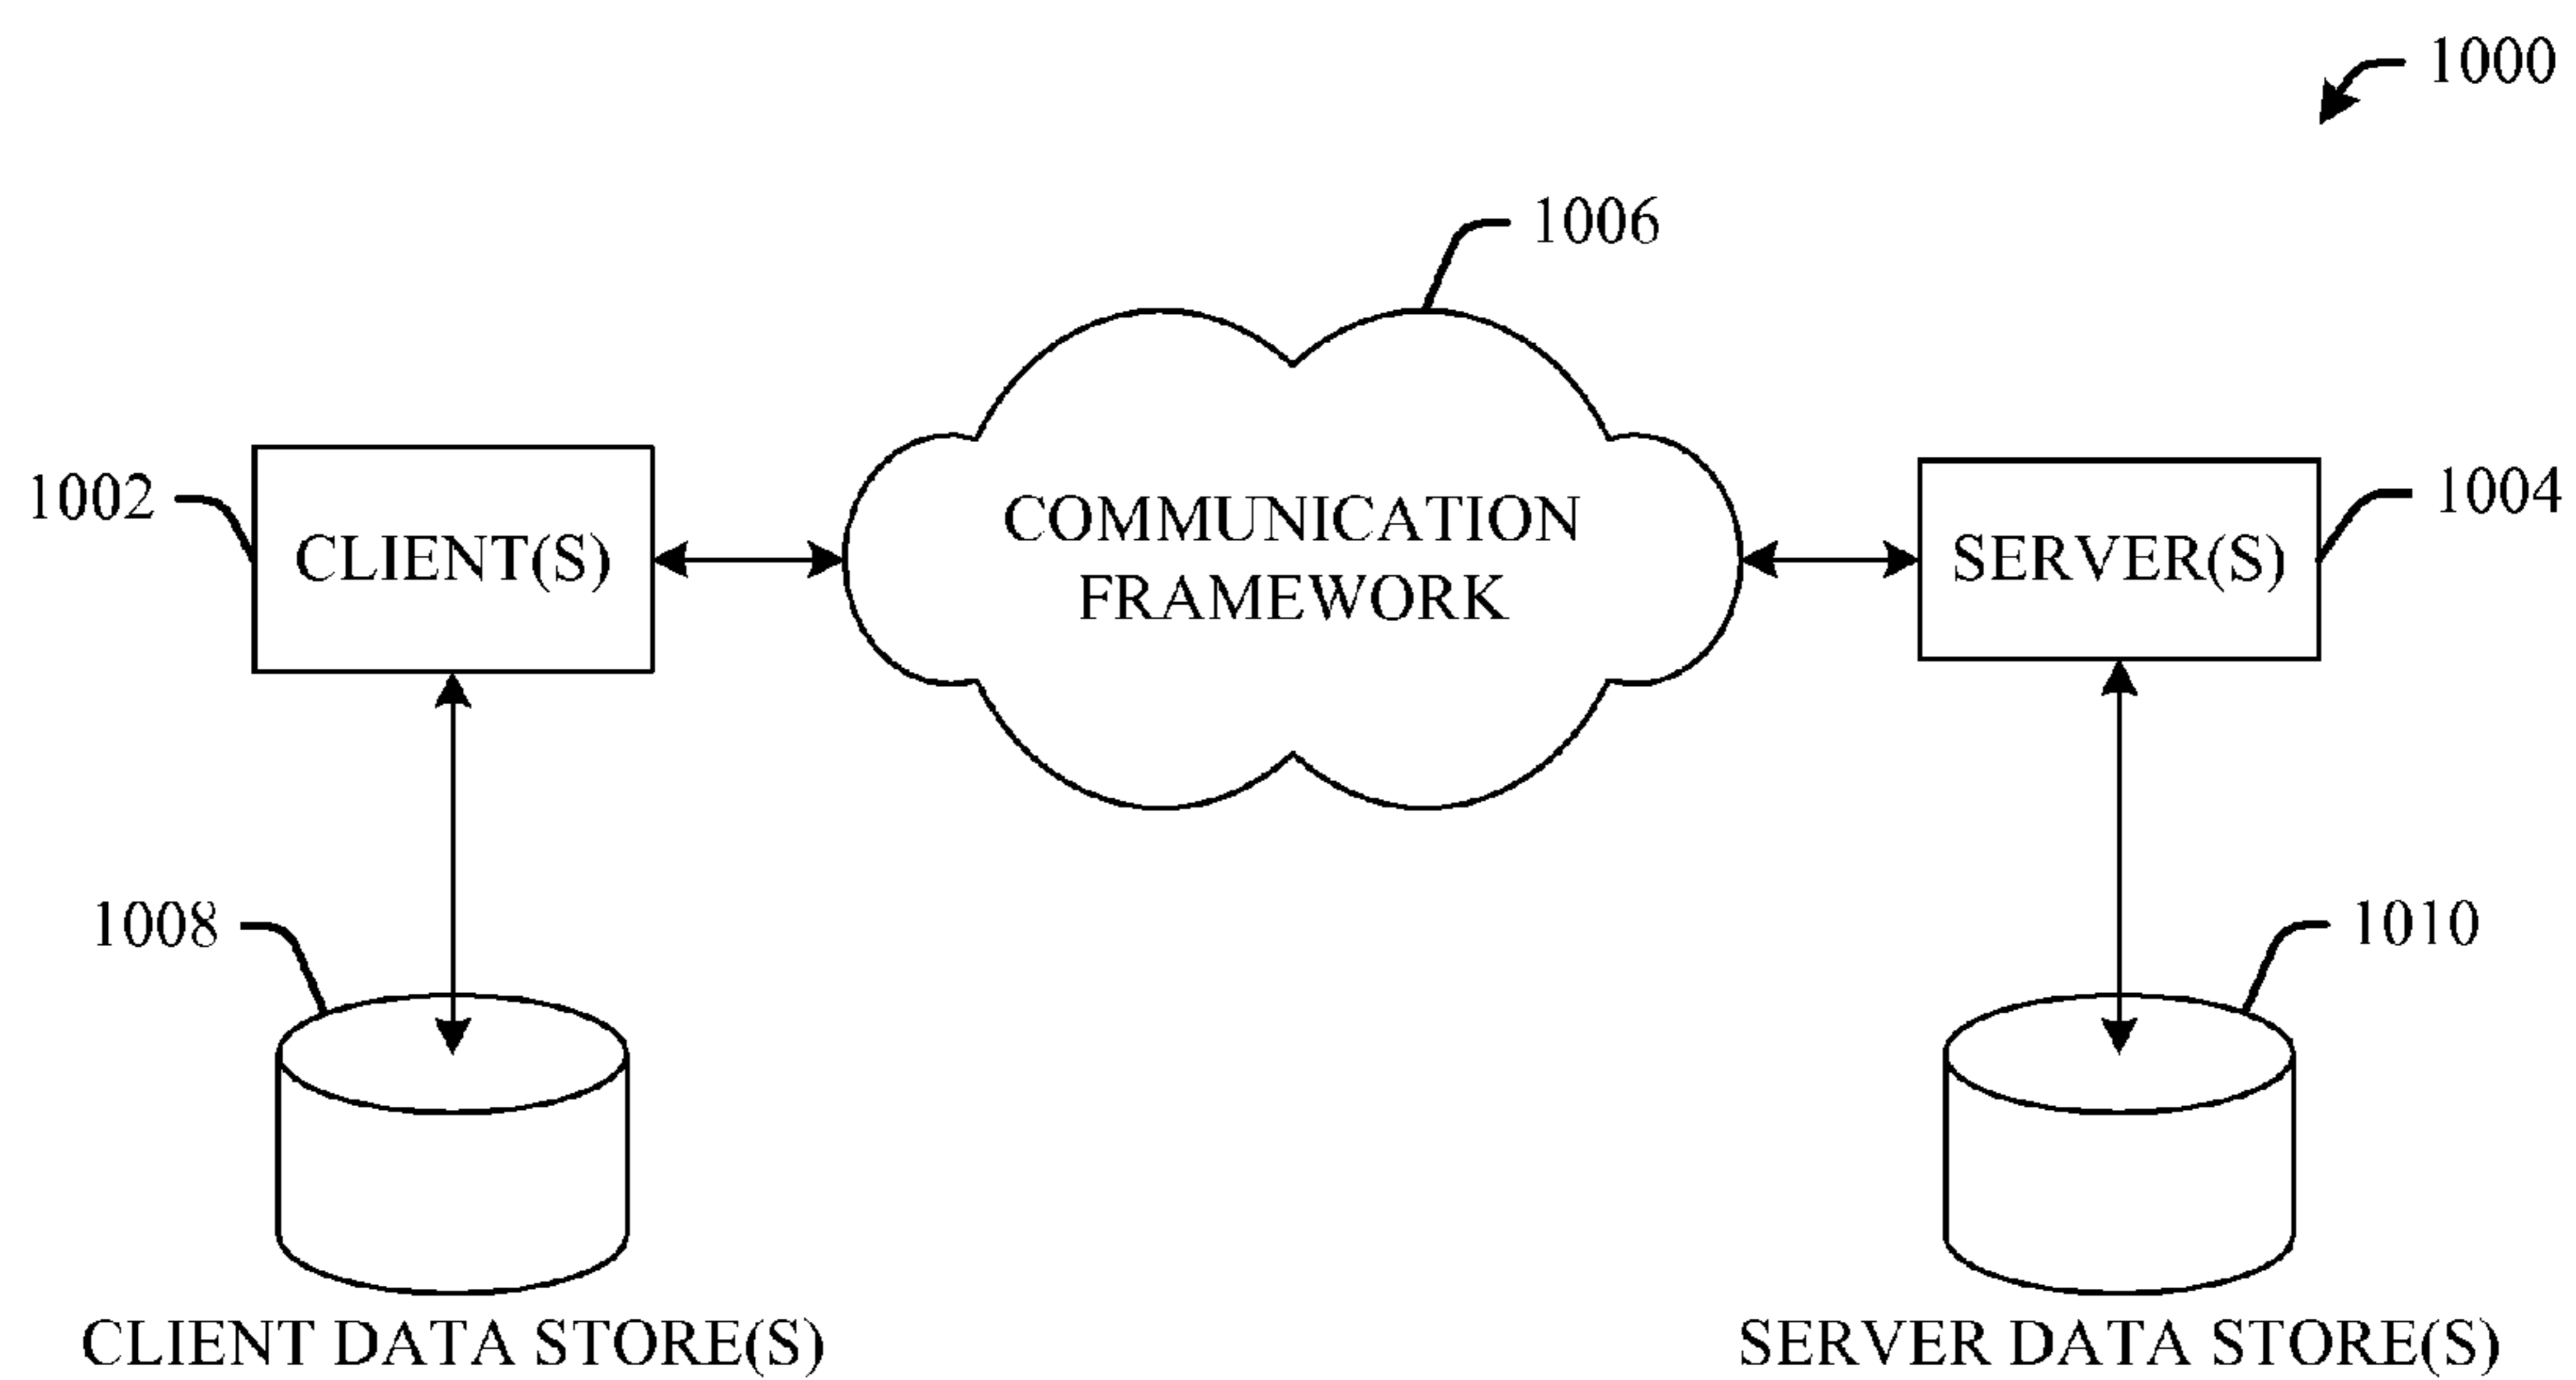 1000
1006
1002
CLIENT(S)
COMMUNICATION
FRAMEWORK
SERVER(S)
1004
1008
1010
CLIENT DATA STORE(S)
SERVER DATA STORE(S)